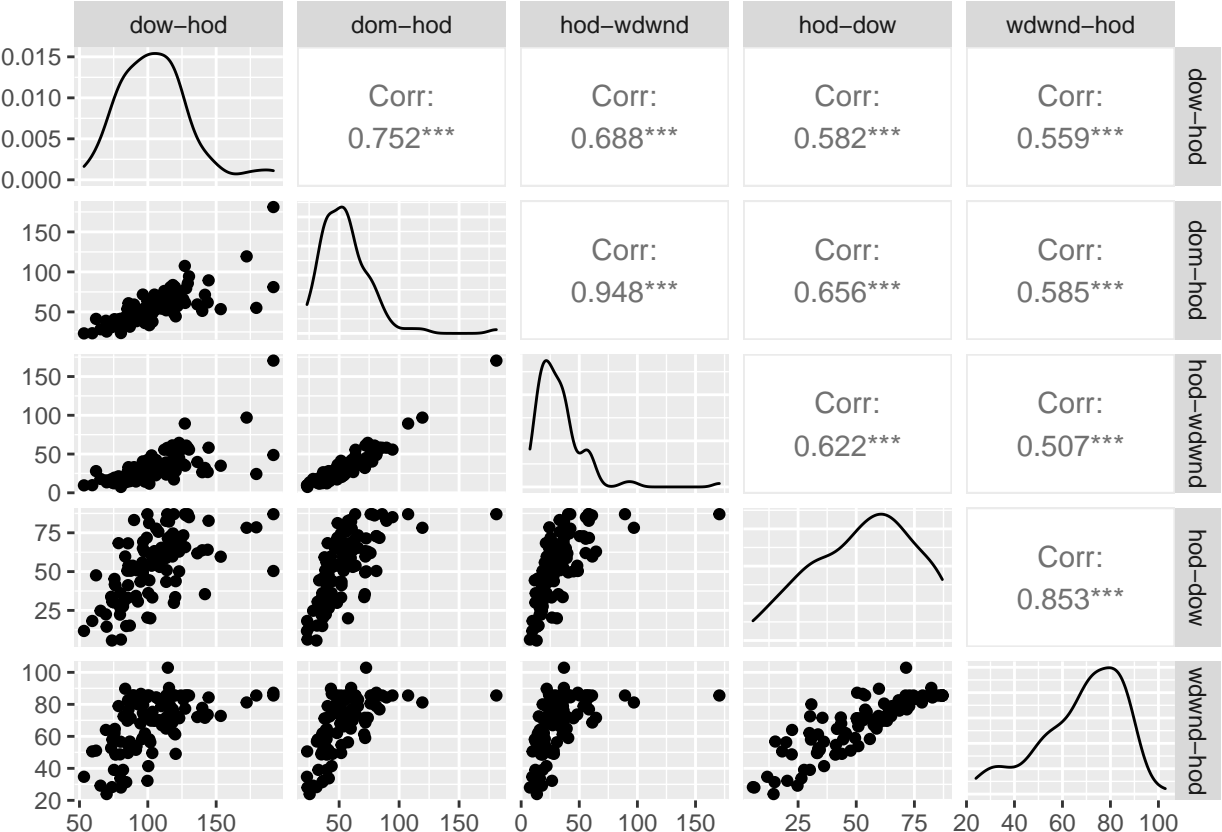 dow−hod dom−hod hod−wdwnd hod−dow wdwnd−hod
0.015
0.010
0.005
0.000
Corr:
0.752***
Corr:
0.688***
Corr:
0.582***
Corr:
0.559***
dow−hod
150
100
50
Corr:
0.948***
Corr:
0.656***
Corr:
0.585***
dom−hod
150
100
50
0
Corr:
0.622***
Corr:
0.507***
hod−wdwnd
75
50
25
Corr:
0.853***
hod−dow
100
80
60
40
20
wdwnd−hod
50 100 150 50 100 150 0 50 100 150 25 50 75 20 40 60 80 100